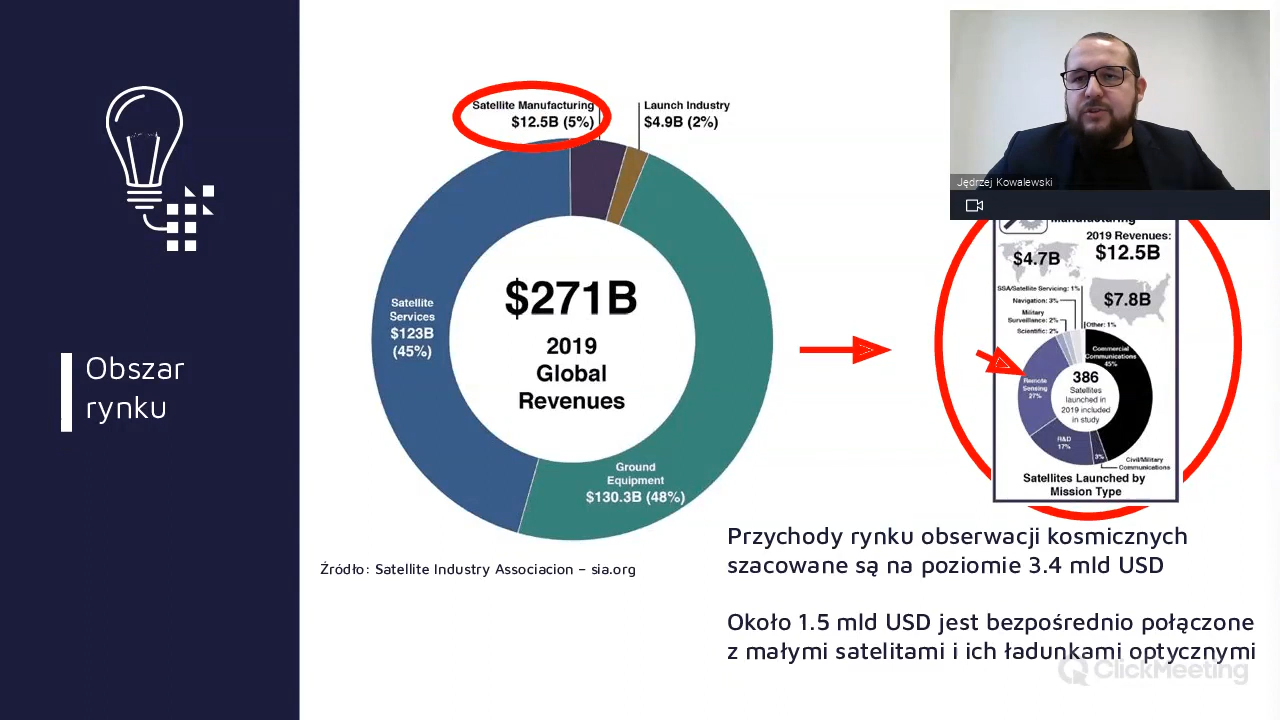 Obszar
rynku
Satellite Manufacturing
$12.5B (5%)
Launch Industry
$4.9B (2%)
Satellite
Services
$123B
(45%)
$271B
2019
Global
Revenues
Ground
Equipment
$130.3B (48%)
Źródło: Satellite Industry Associacion – sia.org
Jędrzej Kowalewski
Manufacturing
2019 Revenues:
$12.5B
$4.7B
$7.8B
SSA/Satellite Servicing: 1%
Navigation: 3%
Military
Surveillance: 2%
Scientific: 2%
Other: 1%
Commercial
Communications
45%
Remote
Sensing
27%
386
Satellites
launched in
2019 included
in study
R&D
17%
3%
Civil/Military
Communications
Satellites Launched by
Mission Type
Przychody rynku obserwacji kosmicznych
szacowane są na poziomie 3.4 mld USD
Około 1.5 mld USD jest bezpośrednio połączone
z małymi satelitami i ich ładunkami optycznymi
ClickMeeting